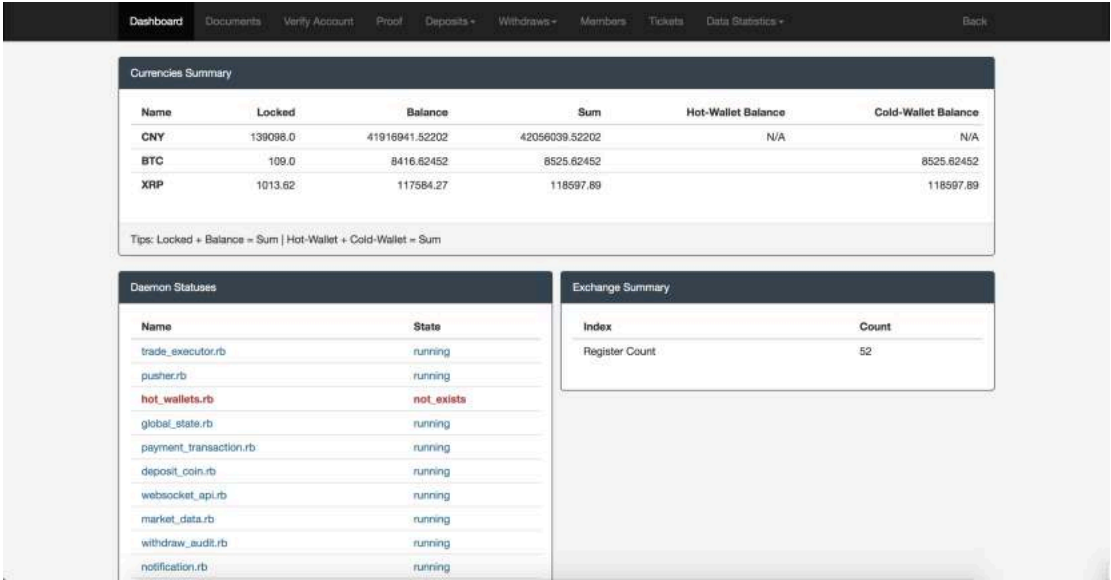 Dashboard Documents Verify Account Proof Deposits Withdraws Members Tickets Data Statistics Back
Currencies Summary
Name Locked Balance Sum Hot-Wallet Balance Cold-Wallet Balance
CNY 139098.0 41916941.52202 42056039.52202 N/A N/A
BTC 109.0 8416.62452 8525.62452 8525.62452
XRP 1013.62 117584.27 118597.89 118597.89
Tips: Locked + Balance = Sum | Hot-Wallet + Cold-Wallet = Sum
Daemon Statuses
Name State
trade_executor.rb running
pusher.rb running
hot_wallets.rb not_exists
global_state.rb running
payment_transaction.rb running
deposit_coin.rb running
websocket_api.rb running
market_data.rb running
withdraw_audit.rb running
notification.rb running
Exchange Summary
Index Count
Register Count 52